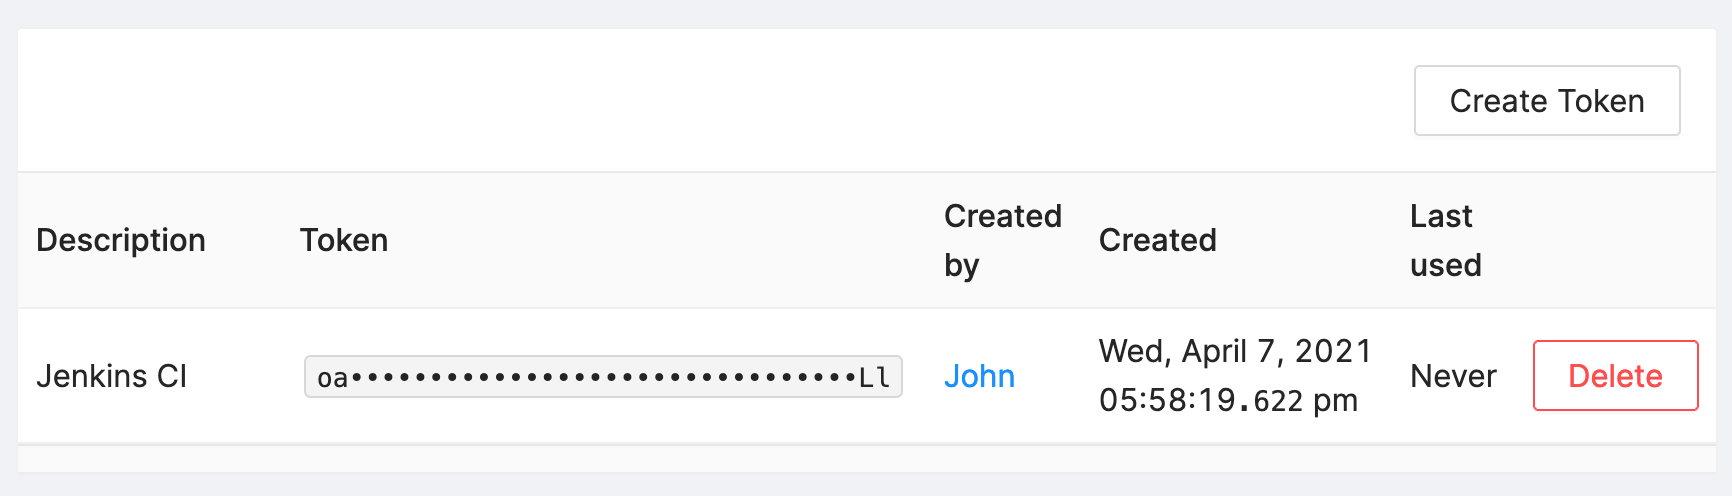 Create Token
Description Token Created by Created Last used
Jenkins CI oa••••••••••••••••••••••••••••••••Ll John Wed, April 7, 2021 Never Delete
05:58:19.622 pm